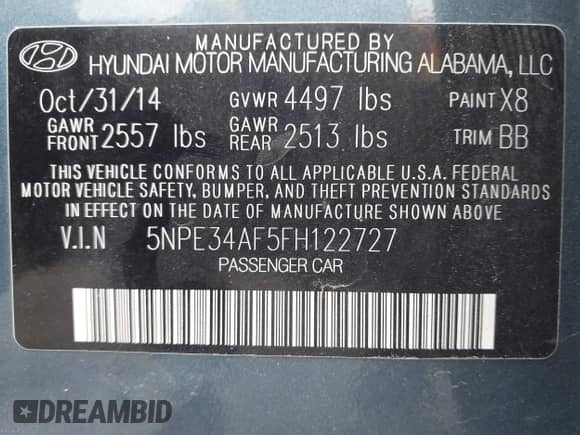 MANUFACTURED BY
HYUNDAI MOTOR MANUFACTURING ALABAMA, LLC
Oct/31/14 GVWR 4497 lbs PAINT X8
GAWR FRONT 2557 lbs GAWR REAR 2513 lbs TRIM BB
THIS VEHICLE CONFORMS TO ALL APPLICABLE U.S.A. FEDERAL
MOTOR VEHICLE SAFETY, BUMPER, AND THEFT PREVENTION STANDARDS
IN EFFECT ON THE DATE OF MANUFACTURE SHOWN ABOVE
V.I.N 5NPE34AF5FH122727
PASSENGER CAR
DREAMBID